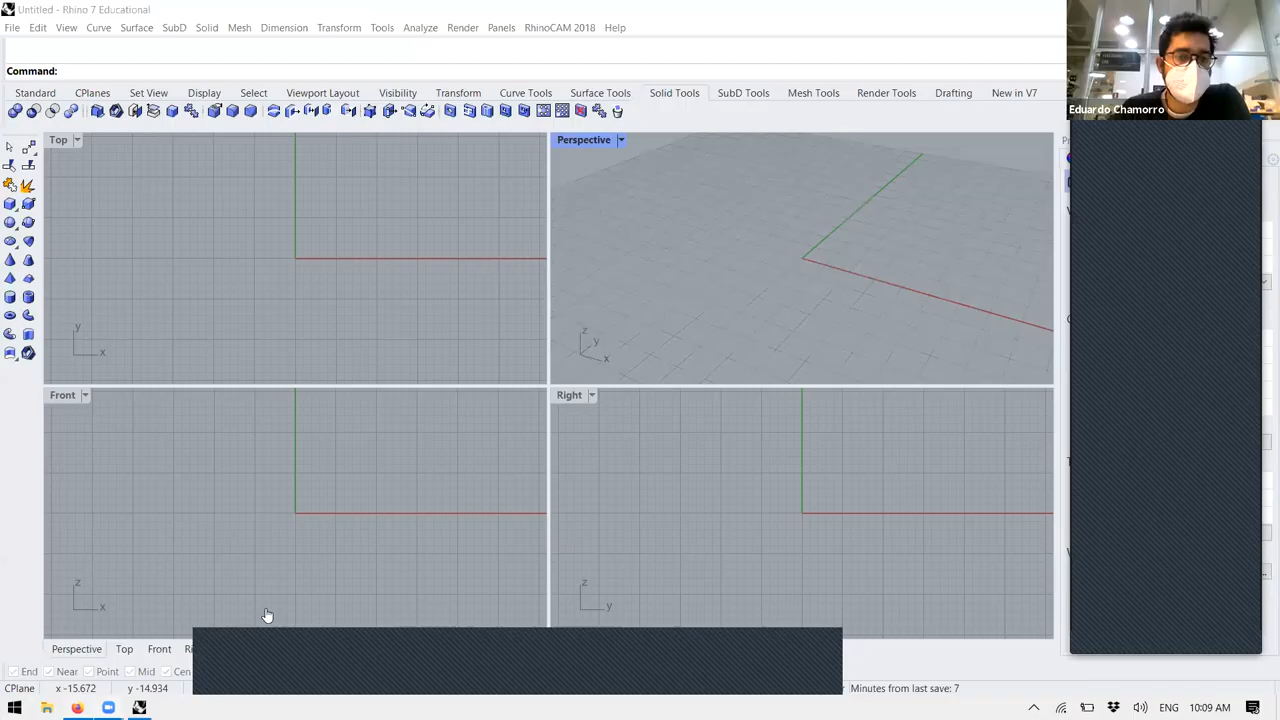 Untitled - Rhino 7 Educational
File Edit View Curve Surface SubD Solid Mesh Dimension Transform Tools Analyze Render Panels RhinoCAM 2018 Help
Command:
Standard CPlanes Set View Display Select Viewport Layout Visibility Transform Curve Tools Surface Tools Solid Tools SubD Tools Mesh Tools Render Tools Drafting New in V7
Eduardo Chamorro
Top
Perspective
y
x
z
y
x
Front
Right
z
x
z
y
Perspective Top Front
End Near Point Mid Cen
CPlane x -15.672 y -14.934 Minutes from last save: 7
ENG 10:09 AM